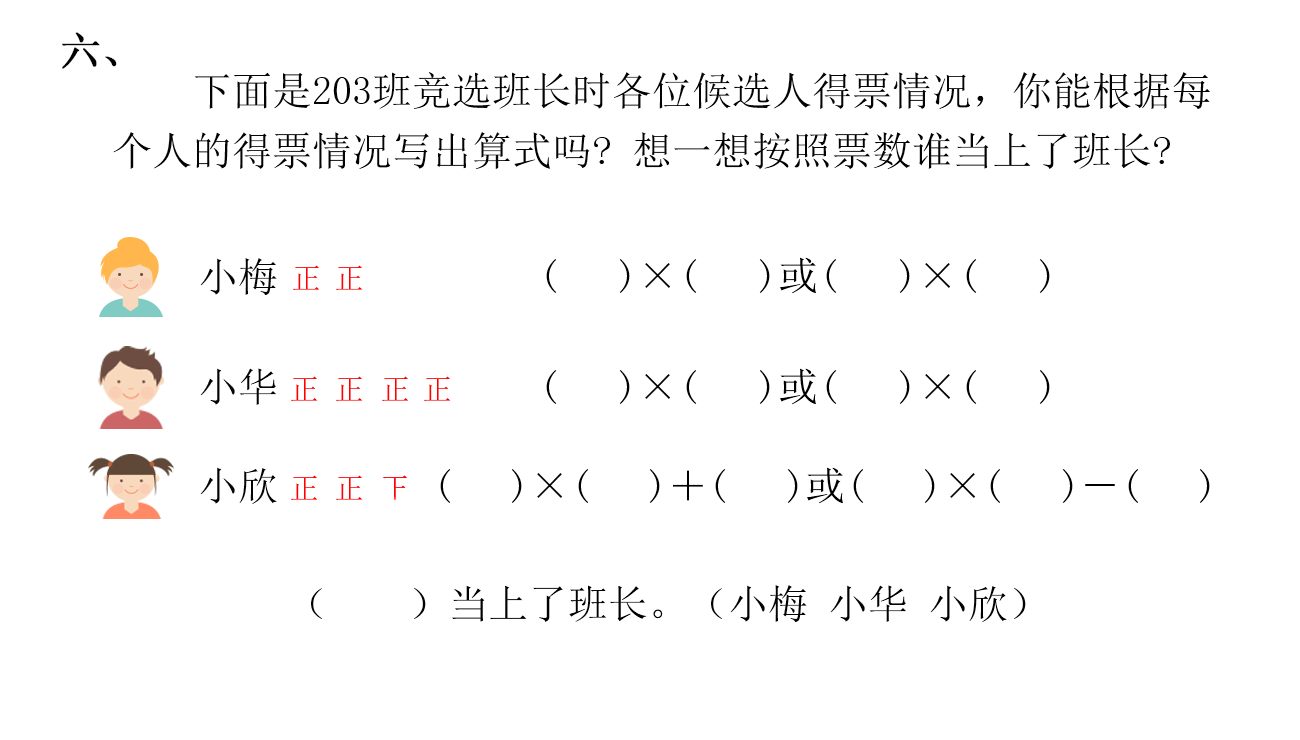 六、
下面是203班竞选班长时各位候选人得票情况，你能根据每
个人的得票情况写出算式吗? 想一想按照票数谁当上了班长?
小梅 正 正 (   )×(   )或(   )×(   )
小华 正 正 正 正 (   )×(   )或(   )×(   )
小欣 正 正 下 (   )×(   )＋(   )或(   )×(   )－(   )
（    ）当上了班长。（小梅 小华 小欣）